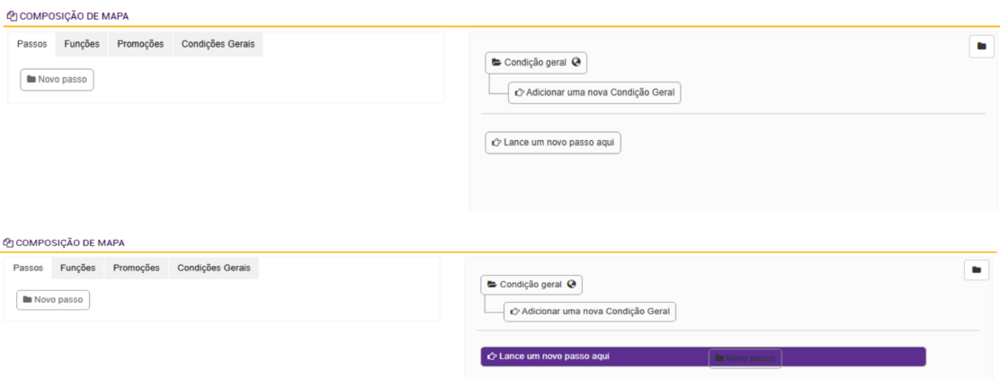 COMPOSIÇÃO DE MAPA
Passos Funções Promoções Condições Gerais
Novo passo
Condição geral
Adicionar uma nova Condição Geral
Lance um novo passo aqui
COMPOSIÇÃO DE MAPA
Passos Funções Promoções Condições Gerais
Novo passo
Condição geral
Adicionar uma nova Condição Geral
Lance um novo passo aqui Novo passo